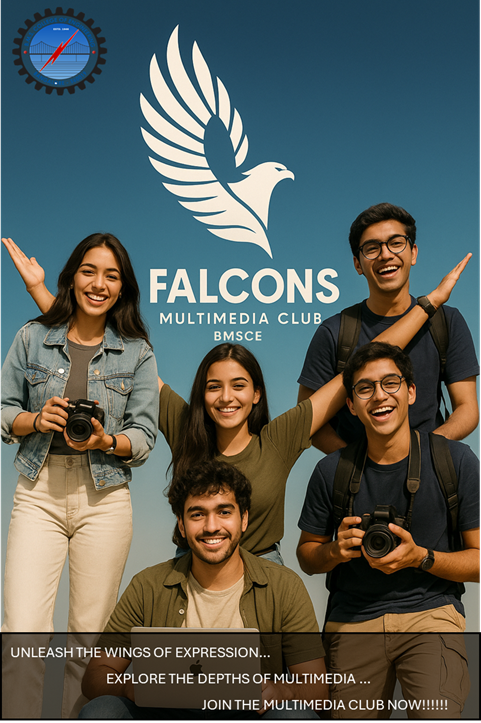 FALCONS
MULTIMEDIA CLUB
BMSCE
UNLEASH THE WINGS OF EXPRESSION...
EXPLORE THE DEPTHS OF MULTIMEDIA ...
JOIN THE MULTIMEDIA CLUB NOW!!!!!!